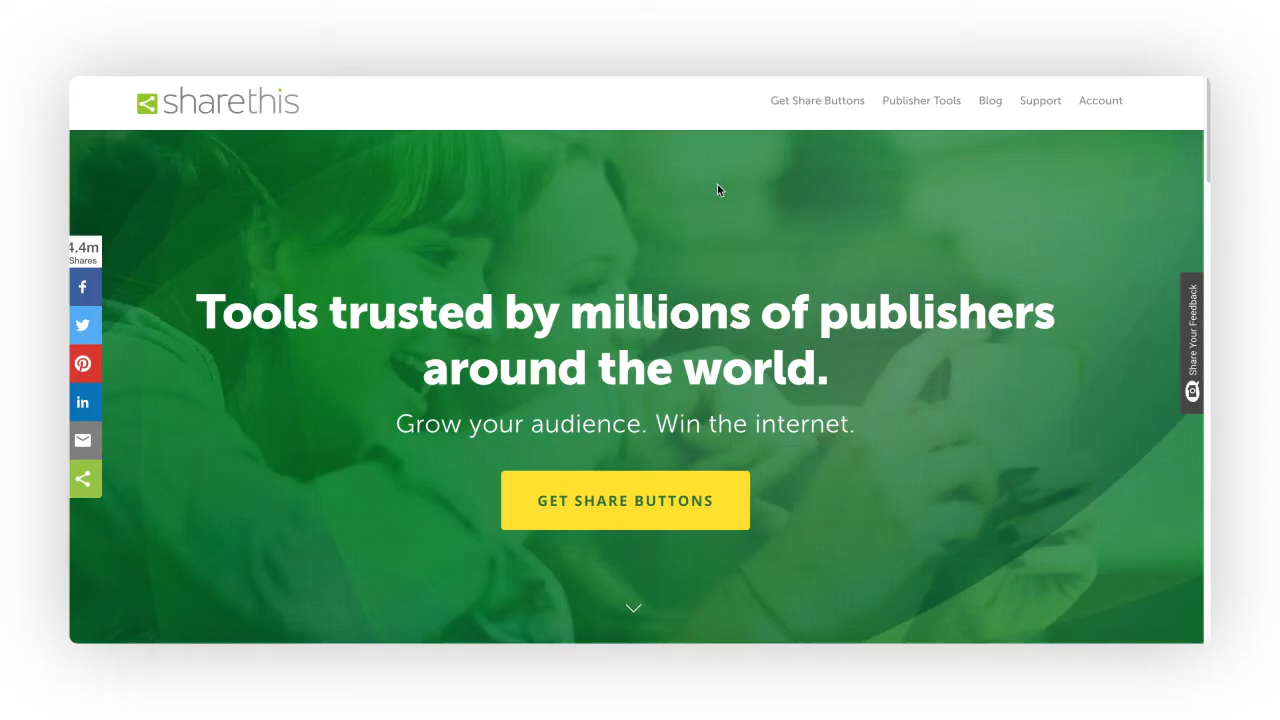 sharethis
Get Share Buttons Publisher Tools Blog Support Account
4.4m
Shares
Tools trusted by millions of publishers
around the world.
Grow your audience. Win the internet.
GET SHARE BUTTONS
Share Your Feedback